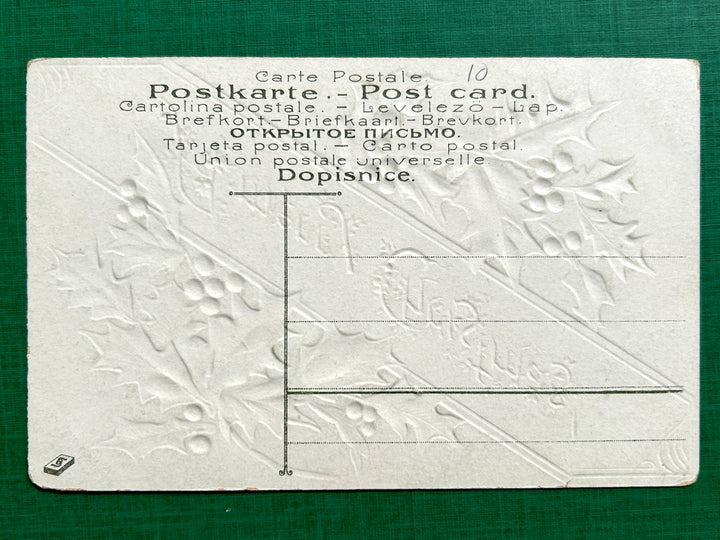 Carte Postale. 10
Postkarte. – Post card.
Cartolina postale. – Levelező – Lap.
Brefkort. – Briefkaart. – Brevkort.
ОТКРЫТОЕ ПИСЬМО.
Tarjeta postal. – Carto postal.
Union postale universelle
Dopisnice.